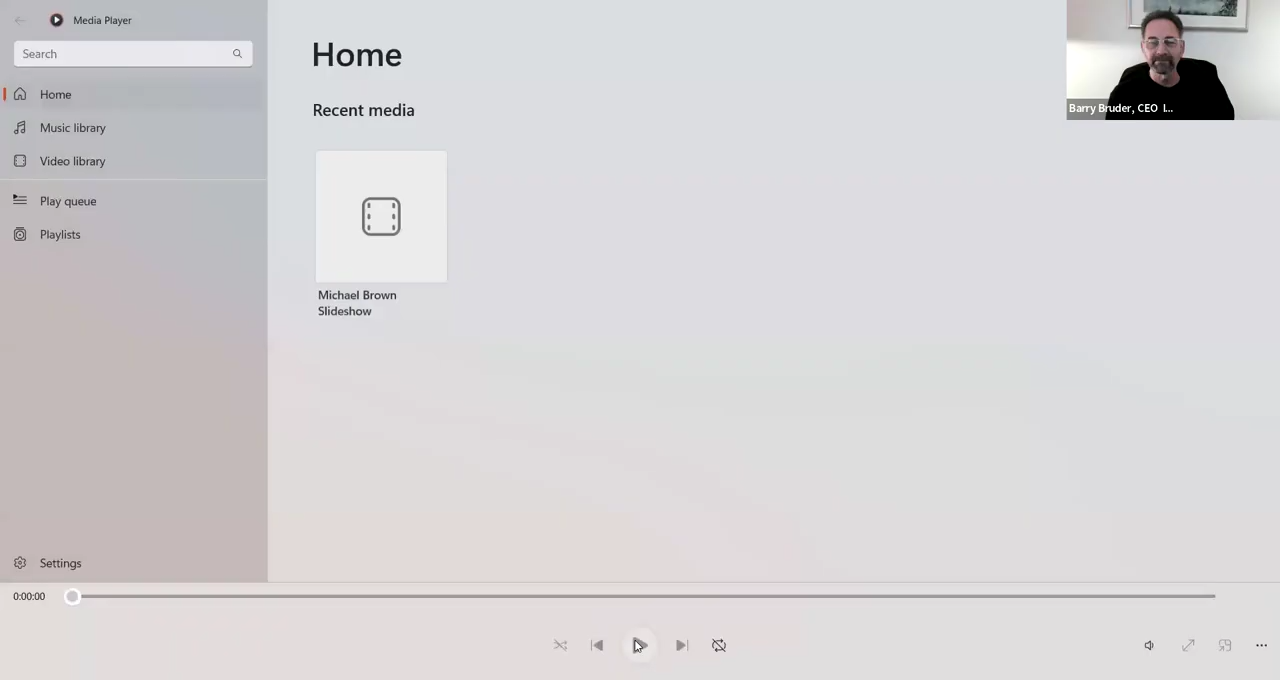 Media Player
Search
Home
Music library
Video library
Play queue
Playlists
Settings
Home
Recent media
Michael Brown
Slideshow
Barry Bruder, CEO I...
0:00:00